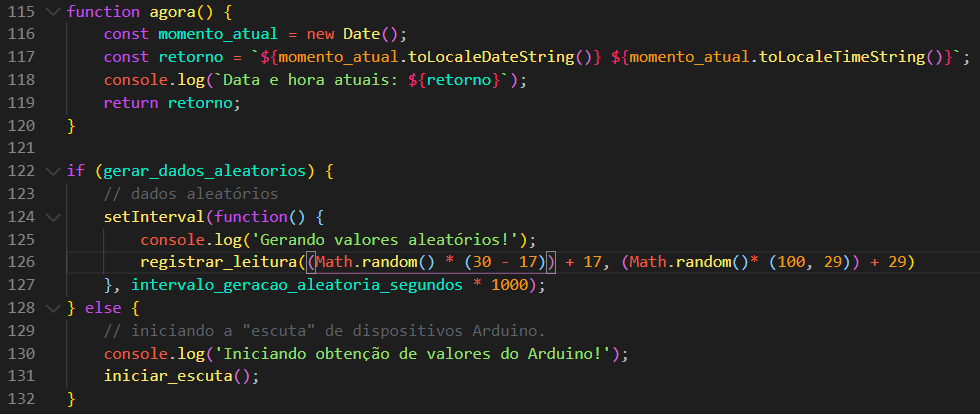 115 function agora() {
116     const momento_atual = new Date();
117     const retorno = `${momento_atual.toLocaleDateString()} ${momento_atual.toLocaleTimeString()}`;
118     console.log(`Data e hora atuais: ${retorno}`);
119     return retorno;
120 }
121
122 if (gerar_dados_aleatorios) {
123     // dados aleatórios
124     setInterval(function() {
125         console.log('Gerando valores aleatórios!');
126         registrar_leitura((Math.random() * (30 - 17)) + 17, (Math.random()* (100, 29)) + 29)
127     }, intervalo_geracao_aleatoria_segundos * 1000);
128 } else {
129     // iniciando a "escuta" de dispositivos Arduino.
130     console.log('Iniciando obtenção de valores do Arduino!');
131     iniciar_escuta();
132 }